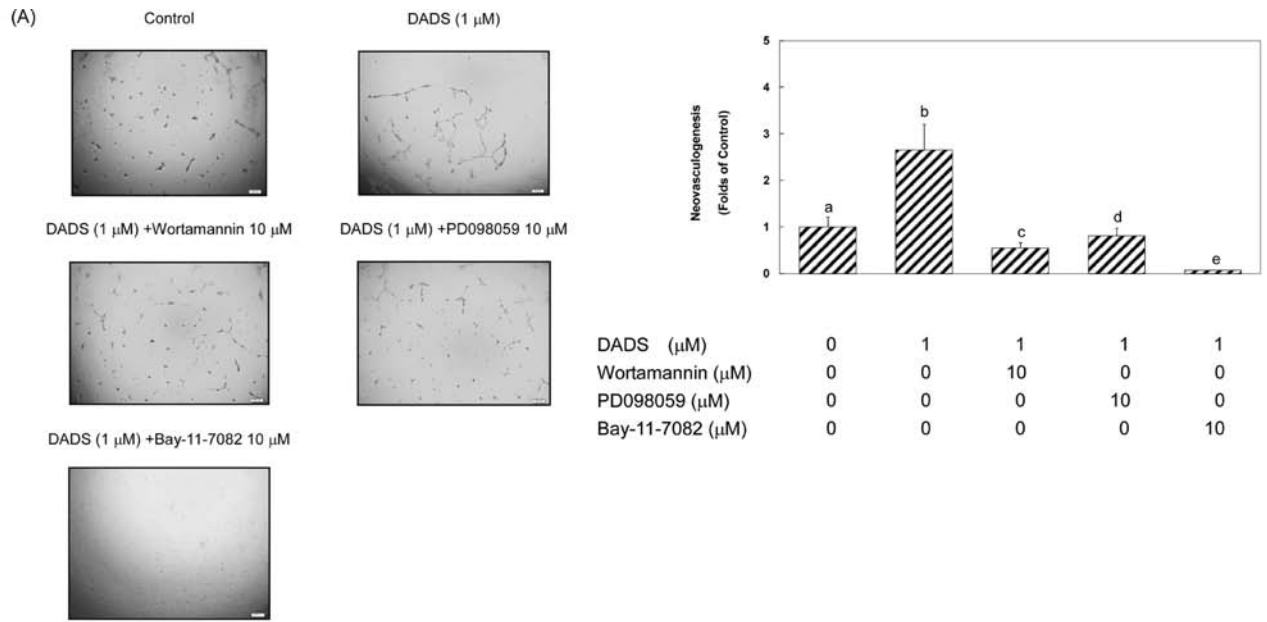 (A)
Control
DADS (1 μM)
DADS (1 μM) +Wortamannin 10 μM
DADS (1 μM) +PD098059 10 μM
DADS (1 μM) +Bay-11-7082 10 μM
Neovasculogenesis
(Folds of Control)
5
4
3
2
1
0
a
b
c
d
e
DADS (μM) 0 1 1 1 1
Wortamannin (μM) 0 0 10 0 0
PD098059 (μM) 0 0 0 10 0
Bay-11-7082 (μM) 0 0 0 0 10